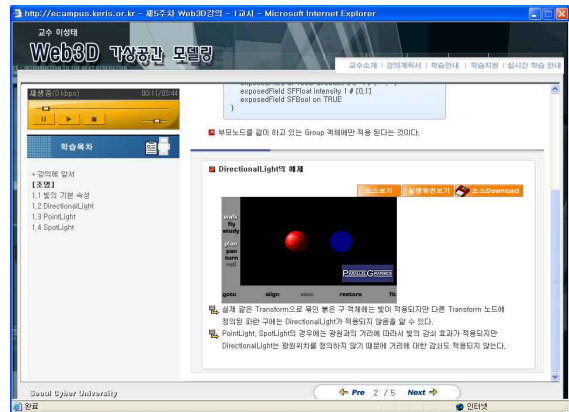 http://ecampus.keris.or.kr - 제5주차 Web3D강의 - 1교시 - Microsoft Internet Explorer
교수 이성태
Web3D 가상공간 모델링
INTRODUCTION TO THE NEXT GENERATION
교수소개 | 강의계획서 | 학습안내 | 학습지원 | 실시간 학습 안내
재생중(0 kbps) 00:11/03:44
학습목차
강의에 앞서
[조명]
1.1 빛의 기본 속성
1.2 DirectionalLight
1.3 PointLight
1.4 SpotLight
exposedField SFFloat intensity 1 # [0,1]
exposedField SFBool on TRUE
}
부모노드를 같이 하고 있는 Group 객체에만 적용 된다는 것이다.
DirectionalLight의 예제
소스보기 실행화면보기 소스Download
walk
fly
study
plan
pan
turn
roll
PARALLELGRAPHICS
goto align view restore fit
실제 같은 Transform으로 묶인 붉은 구 객체에는 빛이 적용되지만 다른 Transform 노드에
정의된 파란 구에는 DirectionalLight가 적용되지 않음을 알 수 있다.
PointLight, SpotLight의 경우에는 광원과의 거리에 따라서 빛의 감쇠 효과가 적용되지만
DirectionalLight는 광원위치를 정의하지 않기 때문에 거리에 대한 감쇠도 적용되지 않는다.
Seoul Cyber University
Pre 2 / 5 Next
완료 인터넷